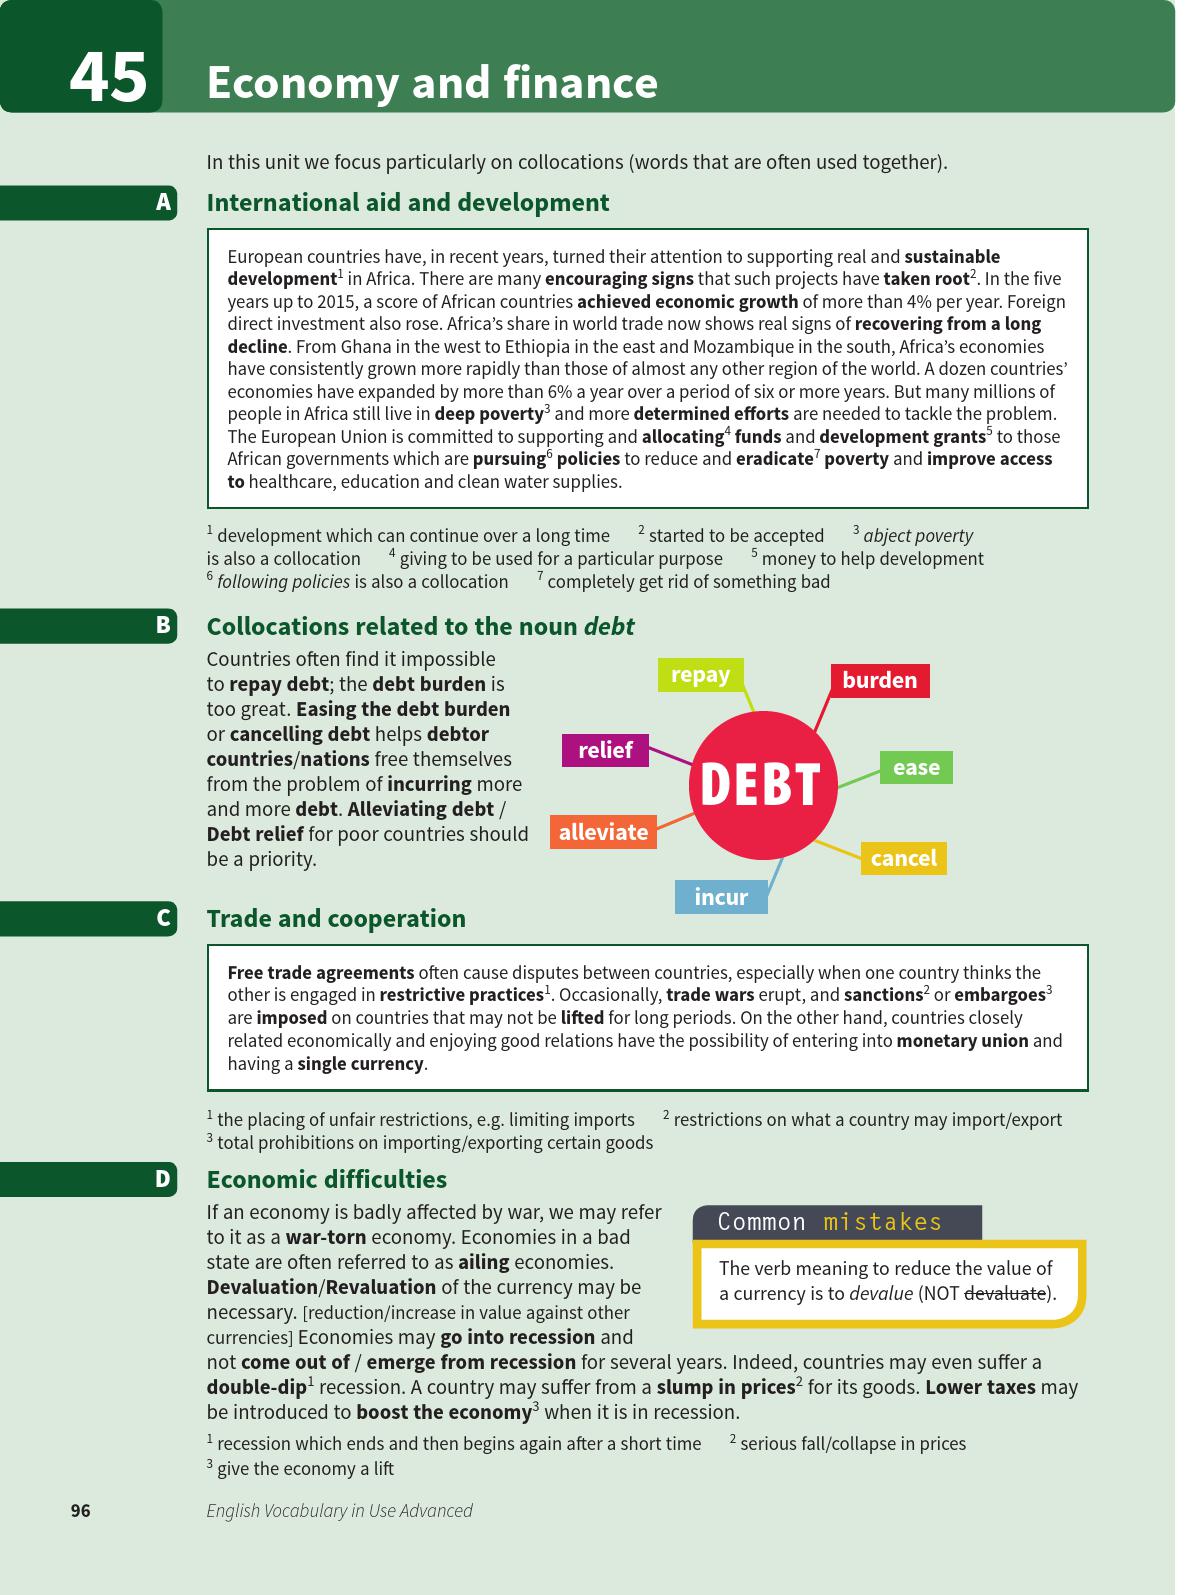 45
Economy and finance
In this unit we focus particularly on collocations (words that are often used together).
A
International aid and development
European countries have, in recent years, turned their attention to supporting real and sustainable
development1 in Africa. There are many encouraging signs that such projects have taken root2. In the five
years up to 2015, a score of African countries achieved economic growth of more than 4% per year. Foreign
direct investment also rose. Africa’s share in world trade now shows real signs of recovering from a long
decline. From Ghana in the west to Ethiopia in the east and Mozambique in the south, Africa’s economies
have consistently grown more rapidly than those of almost any other region of the world. A dozen countries’
economies have expanded by more than 6% a year over a period of six or more years. But many millions of
people in Africa still live in deep poverty3 and more determined efforts are needed to tackle the problem.
The European Union is committed to supporting and allocating4 funds and development grants5 to those
African governments which are pursuing6 policies to reduce and eradicate7 poverty and improve access
to healthcare, education and clean water supplies.
1 development which can continue over a long time 2 started to be accepted 3 abject poverty
is also a collocation 4 giving to be used for a particular purpose 5 money to help development
6 following policies is also a collocation 7 completely get rid of something bad
B
Collocations related to the noun debt
Countries often find it impossible
to repay debt; the debt burden is
too great. Easing the debt burden
or cancelling debt helps debtor
countries/nations free themselves
from the problem of incurring more
and more debt. Alleviating debt /
Debt relief for poor countries should
be a priority.
repay
burden
relief
ease
DEBT
alleviate
cancel
incur
C
Trade and cooperation
Free trade agreements often cause disputes between countries, especially when one country thinks the
other is engaged in restrictive practices1. Occasionally, trade wars erupt, and sanctions2 or embargoes3
are imposed on countries that may not be lifted for long periods. On the other hand, countries closely
related economically and enjoying good relations have the possibility of entering into monetary union and
having a single currency.
1 the placing of unfair restrictions, e.g. limiting imports 2 restrictions on what a country may import/export
3 total prohibitions on importing/exporting certain goods
D
Economic difficulties
If an economy is badly affected by war, we may refer
to it as a war-torn economy. Economies in a bad
state are often referred to as ailing economies.
Devaluation/Revaluation of the currency may be
necessary. [reduction/increase in value against other
currencies] Economies may go into recession and
not come out of / emerge from recession for several years. Indeed, countries may even suffer a
double-dip1 recession. A country may suffer from a slump in prices2 for its goods. Lower taxes may
be introduced to boost the economy3 when it is in recession.
Common mistakes
The verb meaning to reduce the value of
a currency is to devalue (NOT devaluate).
1 recession which ends and then begins again after a short time 2 serious fall/collapse in prices
3 give the economy a lift
96
English Vocabulary in Use Advanced